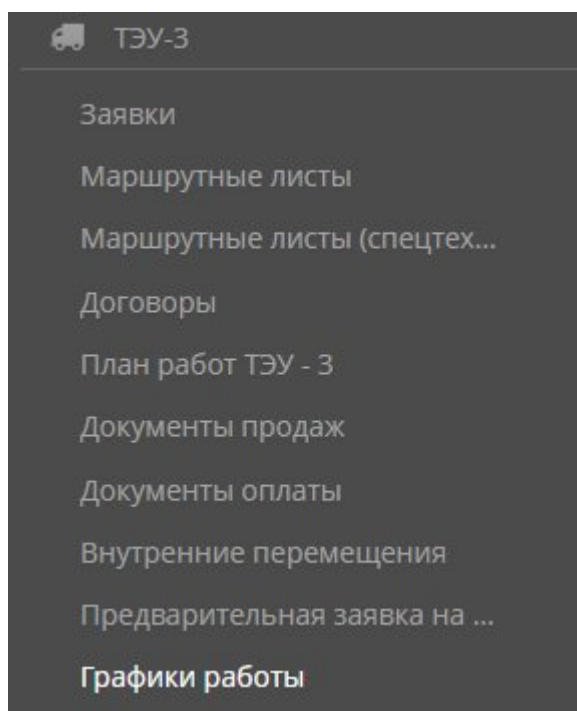 ТЭУ-3
Заявки
Маршрутные листы
Маршрутные листы (спецтех...
Договоры
План работ ТЭУ - 3
Документы продаж
Документы оплаты
Внутренние перемещения
Предварительная заявка на ...
Графики работы